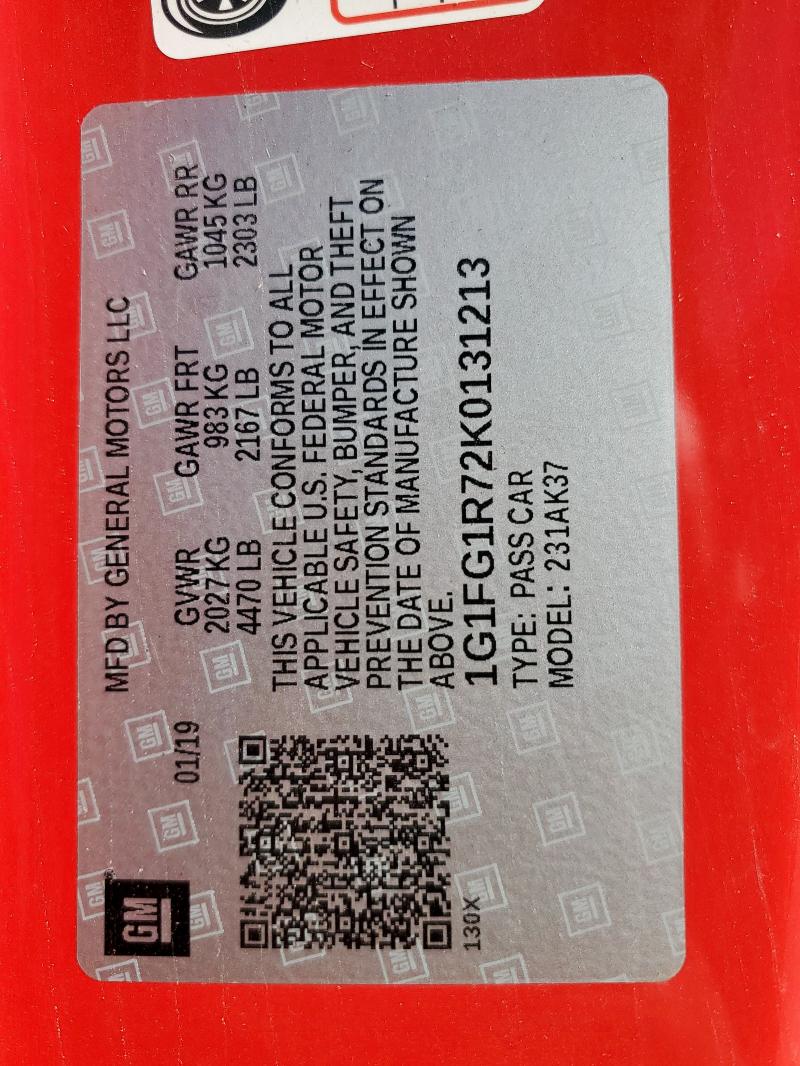 GM
MFD BY GENERAL MOTORS LLC
01/19
GVWR GAWR FRT GAWR RR
2027 KG 983 KG 1045 KG
4470 LB 2167 LB 2303 LB
THIS VEHICLE CONFORMS TO ALL
APPLICABLE U.S. FEDERAL MOTOR
VEHICLE SAFETY, BUMPER, AND THEFT
PREVENTION STANDARDS IN EFFECT ON
THE DATE OF MANUFACTURE SHOWN
ABOVE.
1G1FG1R72K0131213
130X
TYPE: PASS CAR
MODEL: 231AK37